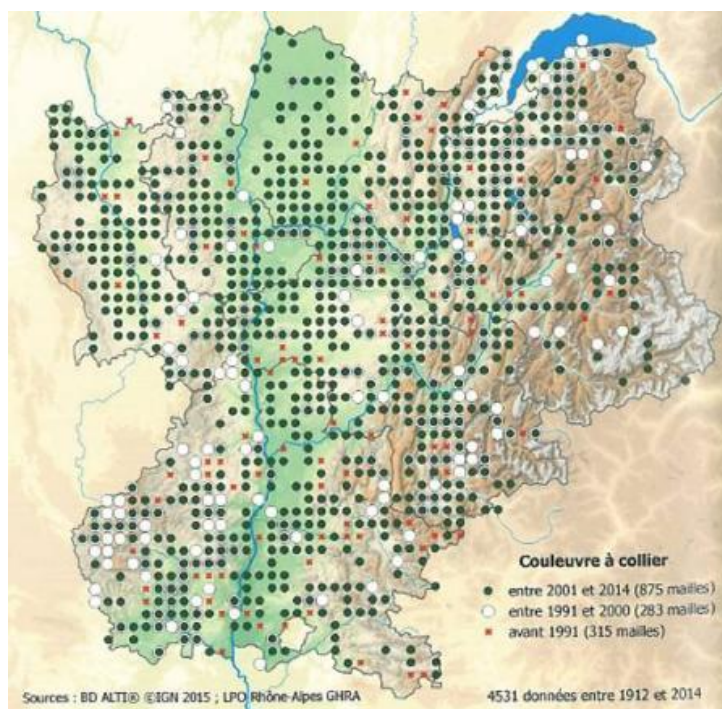 Couleuvre à collier
entre 2001 et 2014 (875 mailles)
entre 1991 et 2000 (283 mailles)
avant 1991 (315 mailles)
Sources : BD ALTI® ©IGN 2015 ; LPO Rhône-Alpes GHRA
4531 données entre 1912 et 2014